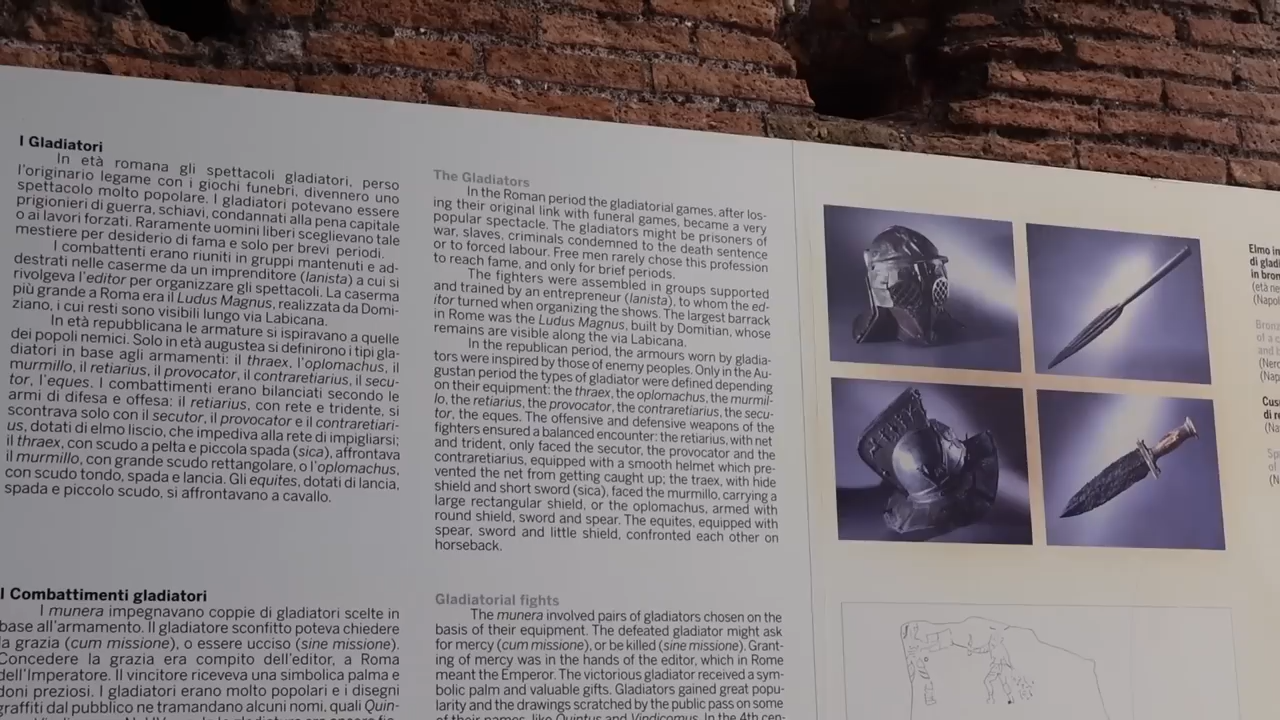 I Gladiatori
In età romana gli spettacoli gladiatori, perso
l'originario legame con i giochi funebri, divennero uno
spettacolo molto popolare. I gladiatori potevano essere
prigionieri di guerra, schiavi, condannati alla pena capitale
o ai lavori forzati. Raramente uomini liberi sceglievano tale
mestiere per desiderio di fama e solo per brevi periodi.
I combattenti erano riuniti in gruppi mantenuti e ad-
destrati nelle caserme da un imprenditore (lanista) a cui si
rivolgeva l'editor per organizzare gli spettacoli. La caserma
più grande a Roma era il Ludus Magnus, realizzata da Domi-
ziano, i cui resti sono visibili lungo via Labicana.
In età repubblicana le armature si ispiravano a quelle
dei popoli nemici. Solo in età augustea si definirono i tipi gla-
diatori in base agli armamenti: il thraex, l'oplomachus, il
murmillo, il retiarius, il provocator, il contraretiarius, il secu-
tor, l'eques. I combattimenti erano bilanciati secondo le
armi di difesa e offesa: il retiarius, con rete e tridente, si
scontrava solo con il secutor, il provocator e il contraretiari-
us, dotati di elmo liscio, che impediva alla rete di impigliarsi;
il thraex, con scudo a pelta e piccola spada (sica), affrontava
il murmillo, con grande scudo rettangolare, o l'oplomachus,
con scudo tondo, spada e lancia. Gli equites, dotati di lancia,
spada e piccolo scudo, si affrontavano a cavallo.
I Combattimenti gladiatori
I munera impegnavano coppie di gladiatori scelte in
base all'armamento. Il gladiatore sconfitto poteva chiedere
la grazia (cum missione), o essere ucciso (sine missione).
Concedere la grazia era compito dell'editor, a Roma
dell'Imperatore. Il vincitore riceveva una simbolica palma e
doni preziosi. I gladiatori erano molto popolari e i disegni
graffiti dal pubblico ne tramandano alcuni nomi, quali Quin-
The Gladiators
In the Roman period the gladiatorial games, after los-
ing their original link with funeral games, became a very
popular spectacle. The gladiators might be prisoners of
war, slaves, criminals condemned to the death sentence
or to forced labour. Free men rarely chose this profession
to reach fame, and only for brief periods.
The fighters were assembled in groups supported
and trained by an entrepreneur (lanista), to whom the ed-
itor turned when organizing the shows. The largest barrack
in Rome was the Ludus Magnus, built by Domitian, whose
remains are visible along the via Labicana.
In the republican period, the armours worn by gladia-
tors were inspired by those of enemy peoples. Only in the Au-
gustan period the types of gladiator were defined depending
on their equipment: the thraex, the oplomachus, the murmil-
lo, the retiarius, the provocator, the contraretiarius, the secu-
tor, the eques. The offensive and defensive weapons of the
fighters ensured a balanced encounter: the retiarius, with net
and trident, only faced the secutor, the provocator and the
contraretiarius, equipped with a smooth helmet which pre-
vented the net from getting caught up; the traex, with hide
shield and short sword (sica), faced the murmillo, carrying a
large rectangular shield, or the oplomachus, armed with
round shield, sword and spear. The equites, equipped with
spear, sword and little shield, confronted each other on
horseback.
Gladiatorial fights
The munera involved pairs of gladiators chosen on the
basis of their equipment. The defeated gladiator might ask
for mercy (cum missione), or be killed (sine missione). Grant-
ing of mercy was in the hands of the editor, which in Rome
meant the Emperor. The victorious gladiator received a sym-
bolic palm and valuable gifts. Gladiators gained great popu-
larity and the drawings scratched by the public pass on some
of their names, like Quintus and Vindicomus. In the 4th cen-
Elmo in
di gladi
in bron
(età ne
(Napo
Bronz
of a
and b
(Nero
(Nap
Cus
di re
(Na
Sp
of
(N